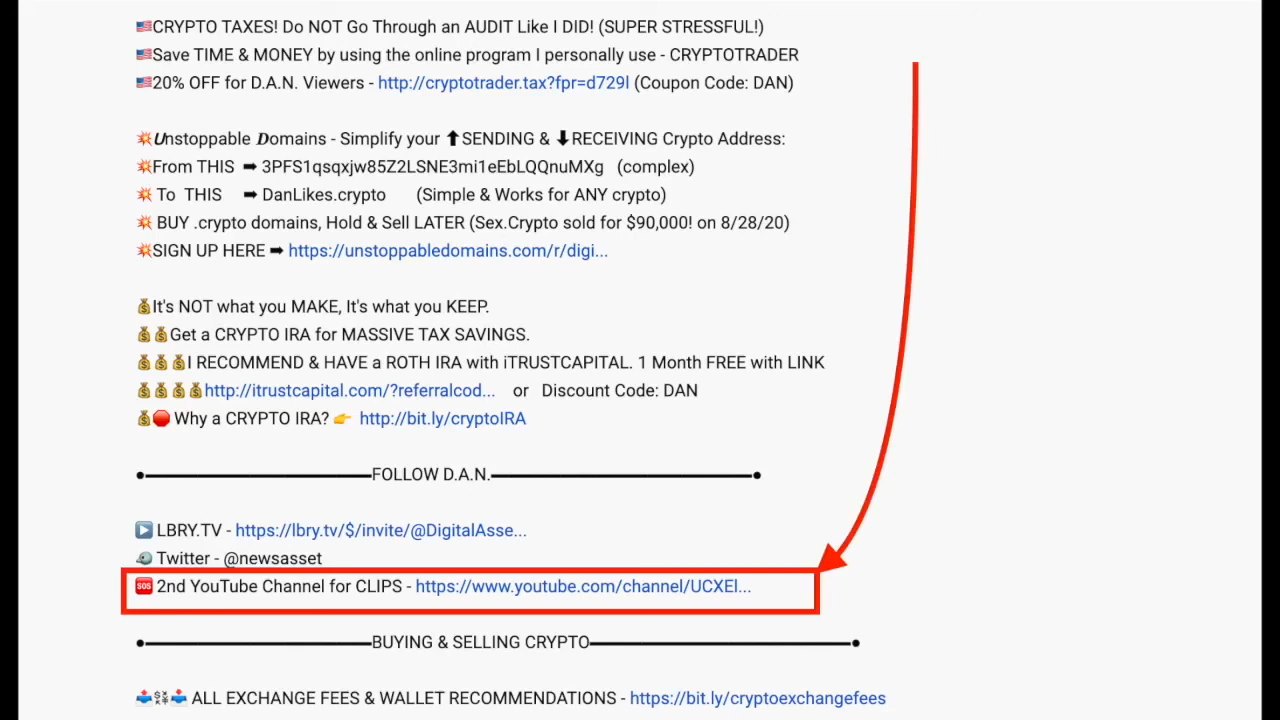 🇺🇸CRYPTO TAXES! Do NOT Go Through an AUDIT Like I DID! (SUPER STRESSFUL!)
🇺🇸Save TIME & MONEY by using the online program I personally use - CRYPTOTRADER
🇺🇸20% OFF for D.A.N. Viewers - http://cryptotrader.tax?fpr=d729l (Coupon Code: DAN)
💥𝑼nstoppable 𝑫omains - Simplify your ⬆SENDING & ⬇RECEIVING Crypto Address:
💥From THIS ➡ 3PFS1qsqxjw85Z2LSNE3mi1eEbLQQnuMXg (complex)
💥 To THIS ➡ DanLikes.crypto (Simple & Works for ANY crypto)
💥 BUY .crypto domains, Hold & Sell LATER (Sex.Crypto sold for $90,000! on 8/28/20)
💥SIGN UP HERE ➡ https://unstoppabledomains.com/r/digi...
💰It's NOT what you MAKE, It's what you KEEP.
💰💰Get a CRYPTO IRA for MASSIVE TAX SAVINGS.
💰💰💰I RECOMMEND & HAVE a ROTH IRA with iTRUSTCAPITAL. 1 Month FREE with LINK
💰💰💰💰http://itrustcapital.com/?referralcod... or Discount Code: DAN
💰🛑 Why a CRYPTO IRA? 👉 http://bit.ly/cryptoIRA
●▬▬▬▬▬▬▬▬▬▬FOLLOW D.A.N.▬▬▬▬▬▬▬▬▬▬●
▶️ LBRY.TV - https://lbry.tv/$/invite/@DigitalAsse...
🐦 Twitter - @newsasset
🆘 2nd YouTube Channel for CLIPS - https://www.youtube.com/channel/UCXEl...
●▬▬▬▬▬▬▬▬▬▬BUYING & SELLING CRYPTO▬▬▬▬▬▬▬▬▬▬●
📤💱📥 ALL EXCHANGE FEES & WALLET RECOMMENDATIONS - https://bit.ly/cryptoexchangefees